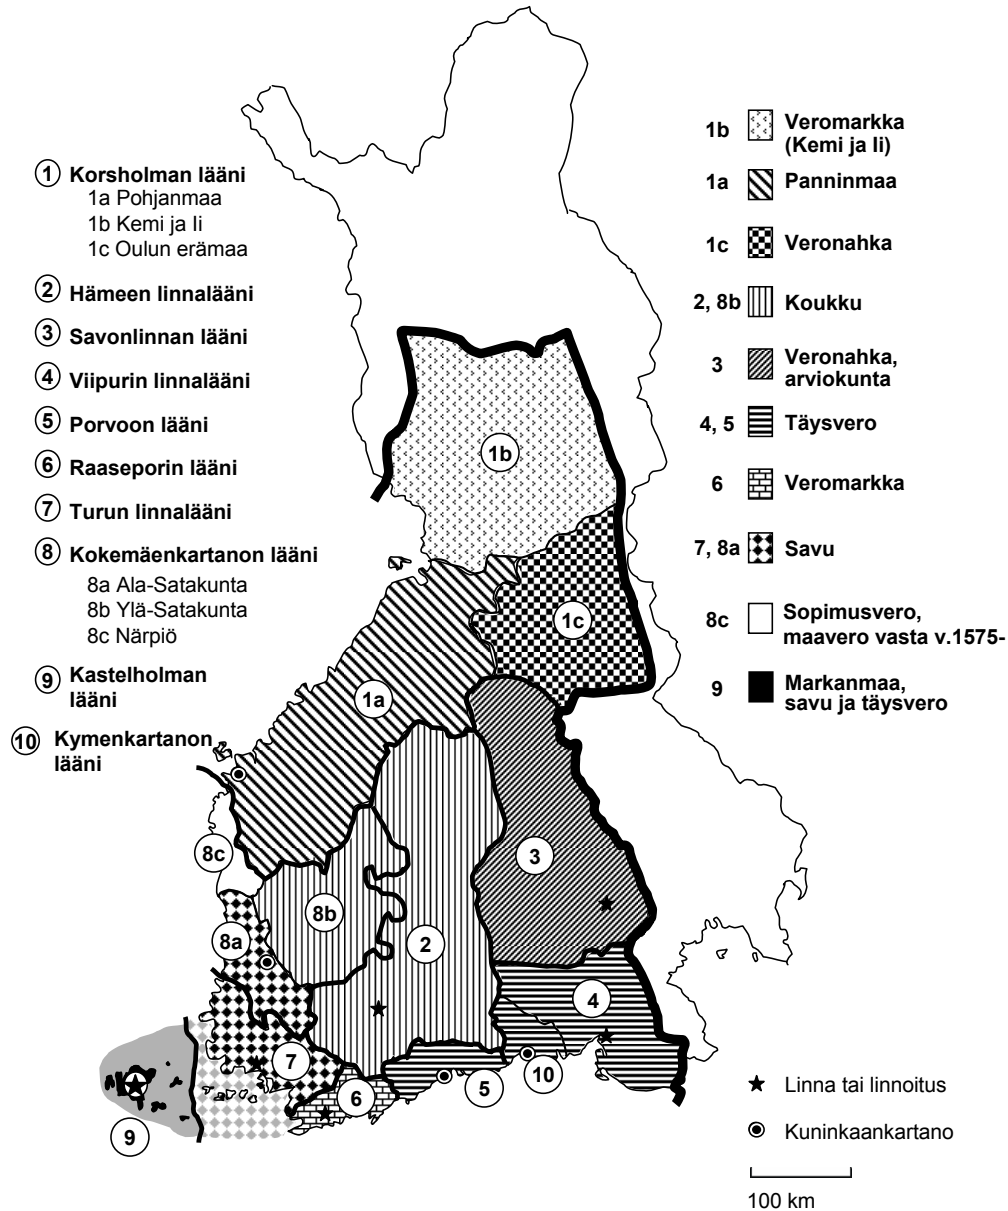 1 Korsholman lääni
1a Pohjanmaa
1b Kemi ja Ii
1c Oulun erämaa
2 Hämeen linnalääni
3 Savonlinnan lääni
4 Viipurin linnalääni
5 Porvoon lääni
6 Raaseporin lääni
7 Turun linnalääni
8 Kokemäenkartanon lääni
8a Ala-Satakunta
8b Ylä-Satakunta
8c Närpiö
9 Kastelholman
lääni
10 Kymenkartanon
lääni
1b Veromarkka
(Kemi ja Ii)
1a Panninmaa
1c Veronahka
2, 8b Koukku
3 Veronahka,
arviokunta
4, 5 Täysvero
6 Veromarkka
7, 8a Savu
8c Sopimusvero,
maavero vasta v.1575-
9 Markanmaa,
savu ja täysvero
1b
1c
1a
8c
3
8b
8a
2
4
7
10
5
6
9
Linna tai linnoitus
Kuninkaankartano
100 km